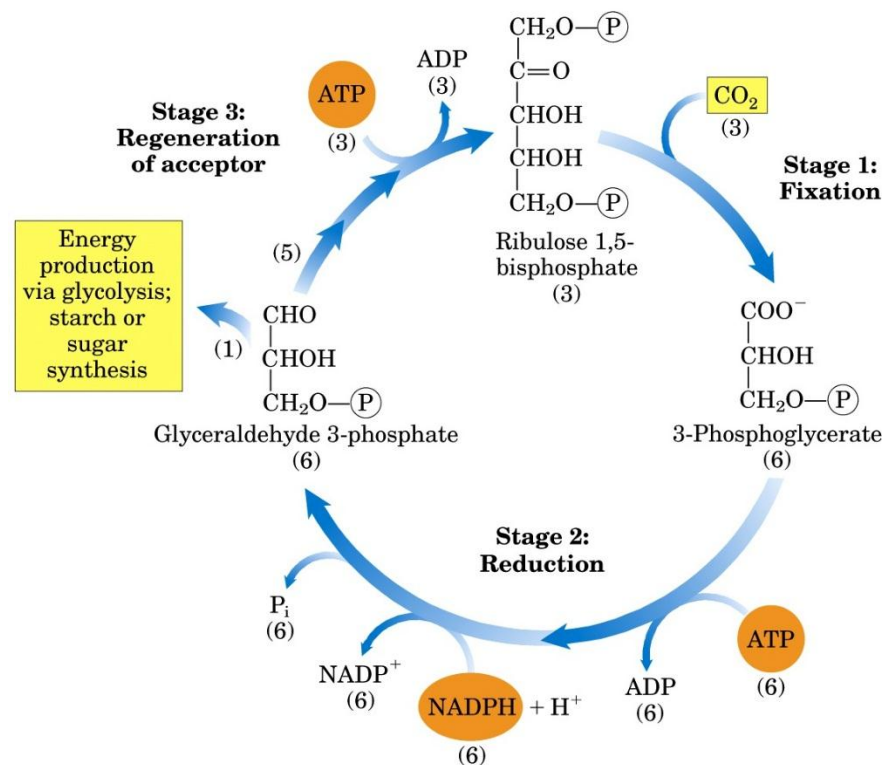 CH₂O—P
C=O
CHOH
CHOH
CH₂O—P
Ribulose 1,5-
bisphosphate
(3)
CO₂
(3)
Stage 1:
Fixation
COO⁻
CHOH
CH₂O—P
3-Phosphoglycerate
(6)
Stage 2:
Reduction
ATP
(6)
ADP
(6)
NADPH + H⁺
(6)
NADP⁺
(6)
Pᵢ
(6)
CHO
CHOH
CH₂O—P
Glyceraldehyde 3-phosphate
(6)
(1)
Energy
production
via glycolysis;
starch or
sugar
synthesis
(5)
Stage 3:
Regeneration
of acceptor
ATP
(3)
ADP
(3)